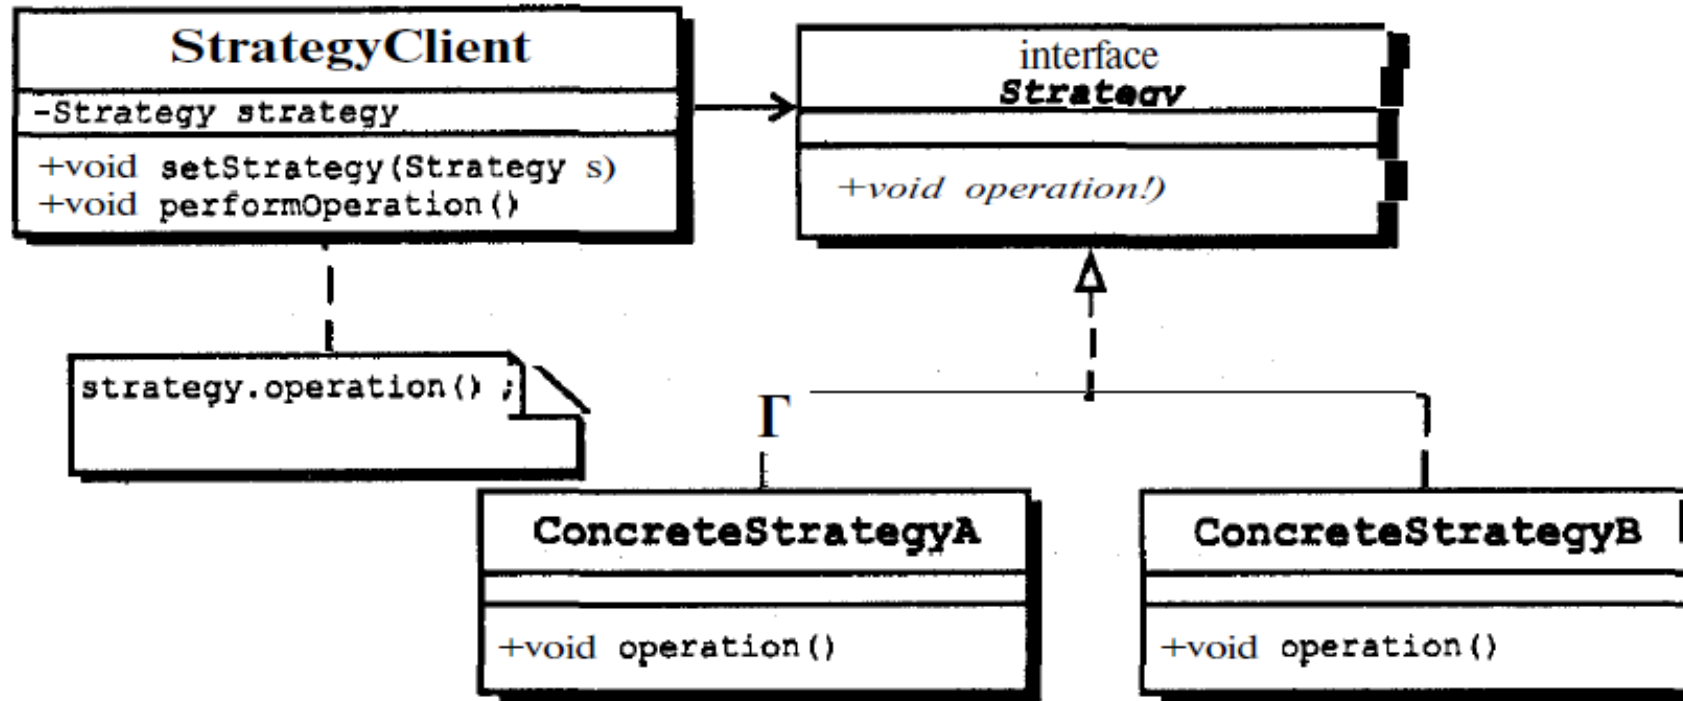 StrategyClient
-Strategy strategy
+void setStrategy(Strategy s)
+void performOperation()
interface
Strategy
+void operation!)
strategy.operation() ;
Γ
ConcreteStrategyA
+void operation()
ConcreteStrategyB
+void operation()